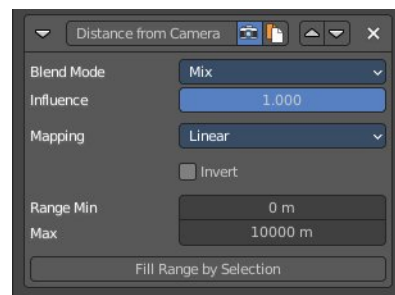 Distance from Camera
Blend Mode Mix
Influence 1.000
Mapping Linear
Invert
Range Min 0 m
Max 10000 m
Fill Range by Selection